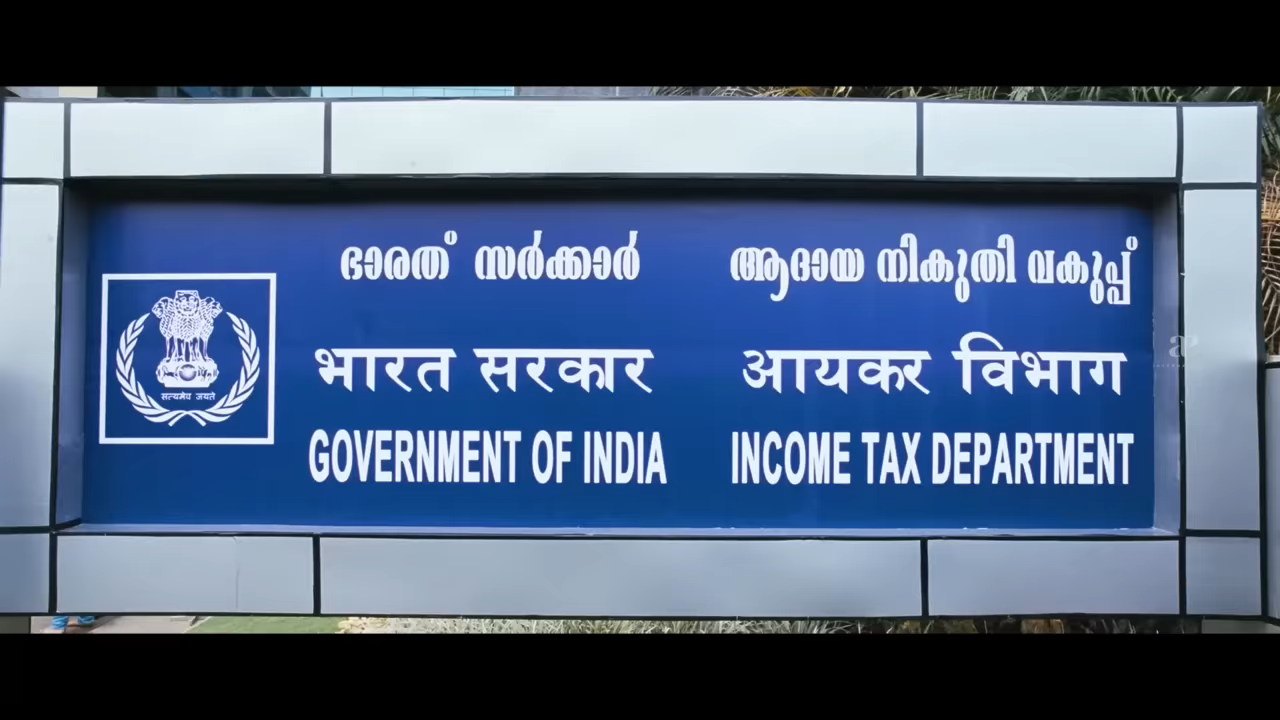 ഭാരത് സർക്കാർ
भारत सरकार
GOVERNMENT OF INDIA
ആദായ നികുതി വകുപ്പ്
आयकर विभाग
INCOME TAX DEPARTMENT
सत्यमेव जयते